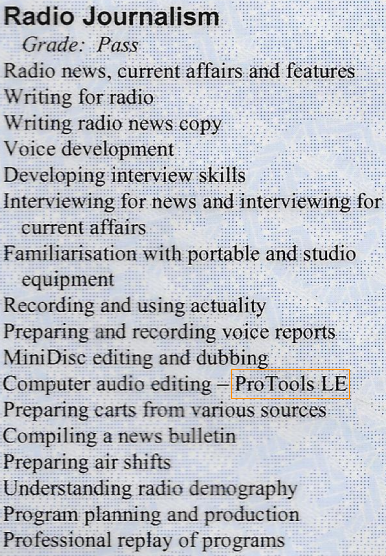 Radio Journalism
Grade: Pass
Radio news, current affairs and features
Writing for radio
Writing radio news copy
Voice development
Developing interview skills
Interviewing for news and interviewing for
current affairs
Familiarisation with portable and studio
equipment
Recording and using actuality
Preparing and recording voice reports
MiniDisc editing and dubbing
Computer audio editing – ProTools LE
Preparing carts from various sources
Compiling a news bulletin
Preparing air shifts
Understanding radio demography
Program planning and production
Professional replay of programs